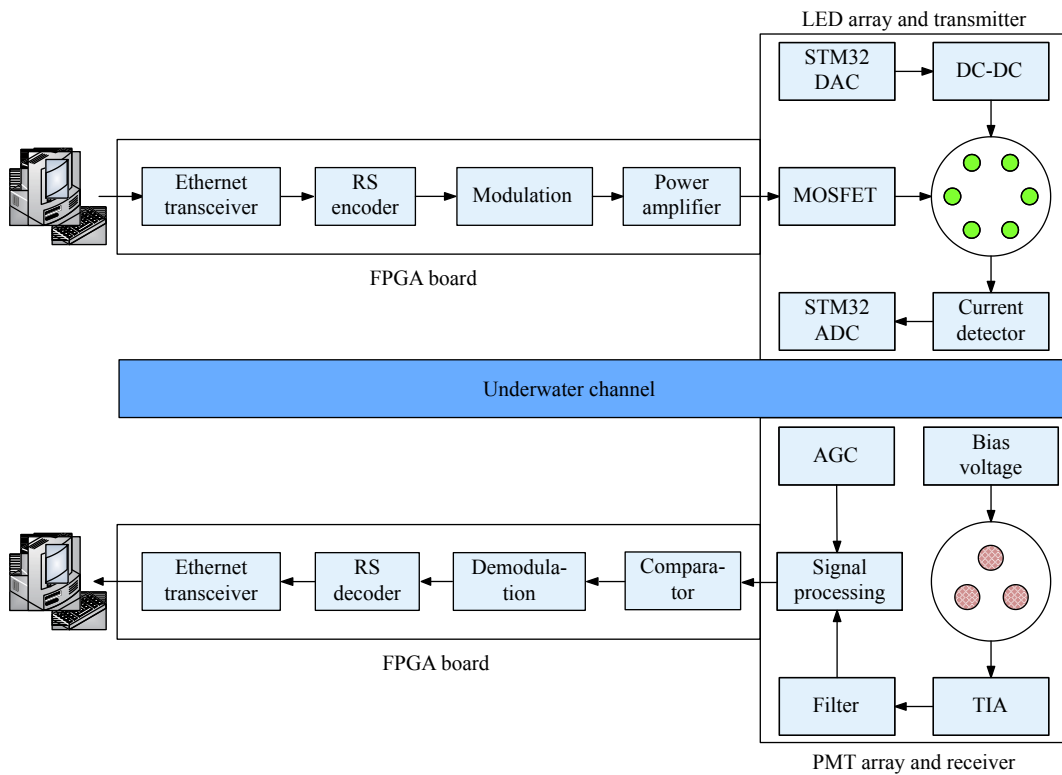 LED array and transmitter
STM32
DAC
DC-DC
Ethernet
transceiver
RS
encoder
Modulation
Power
amplifier
MOSFET
FPGA board
STM32
ADC
Current
detector
Underwater channel
AGC
Bias
voltage
Ethernet
transceiver
RS
decoder
Demodula-
tion
Compara-
tor
Signal
processing
FPGA board
Filter
TIA
PMT array and receiver